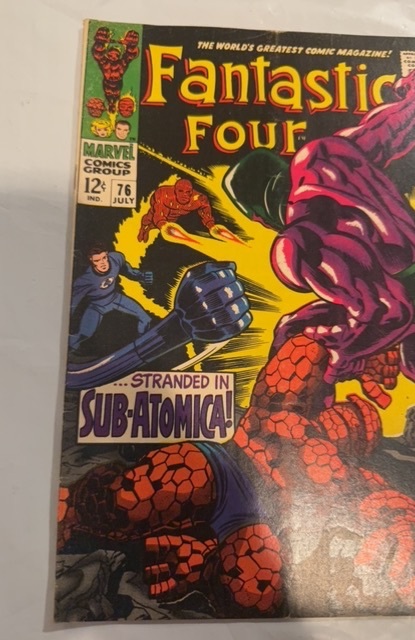 THE WORLD'S GREATEST COMIC MAGAZINE!
Fantastic
Four
MARVEL
COMICS
GROUP
12¢
IND.
76
JULY
...STRANDED IN
SUB-ATOMICA!